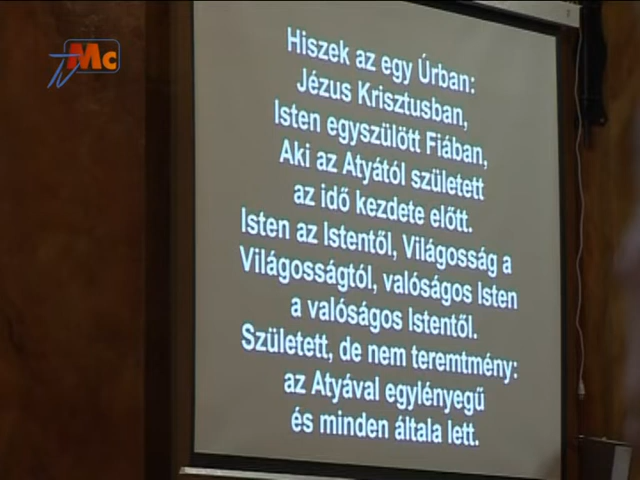 TV Mc
Hiszek az egy Úrban:
Jézus Krisztusban,
Isten egyszülött Fiában,
Aki az Atyától született
az idő kezdete előtt.
Isten az Istentől, Világosság a
Világosságtól, valóságos Isten
a valóságos Istentől.
Született, de nem teremtmény:
az Atyával egylényegű
és minden általa lett.